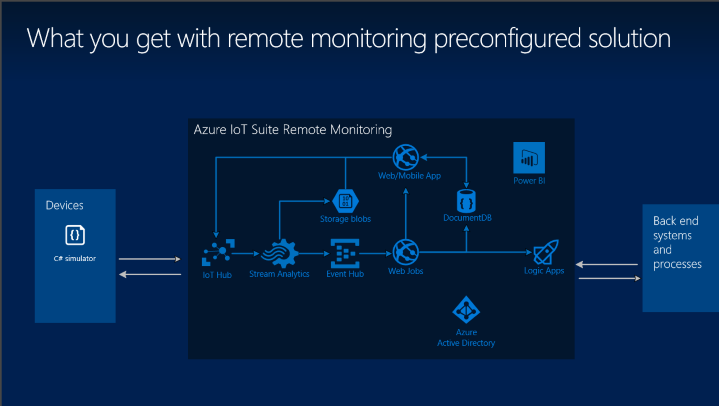 What you get with remote monitoring preconfigured solution
Azure IoT Suite Remote Monitoring
Web/Mobile App
Power BI
Devices
{}
C# simulator
Storage blobs
DocumentDB
Back end
systems
and
processes
IoT Hub
Stream Analytics
Event Hub
Web Jobs
Logic Apps
Azure
Active Directory